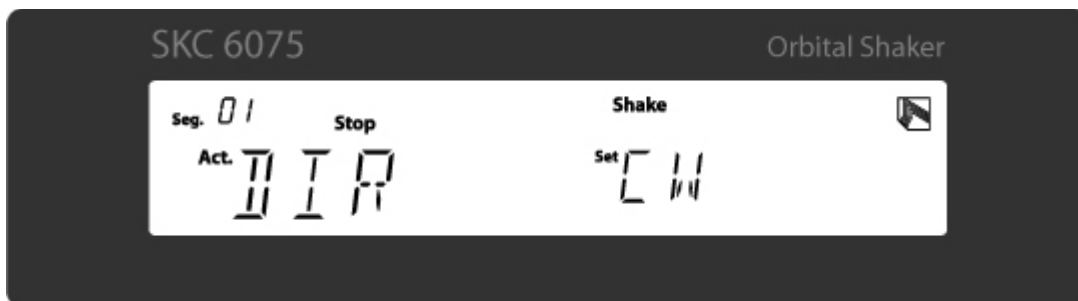 SKC 6075 Orbital Shaker
Seg. 01 Stop Shake
Act. DIR Set CW